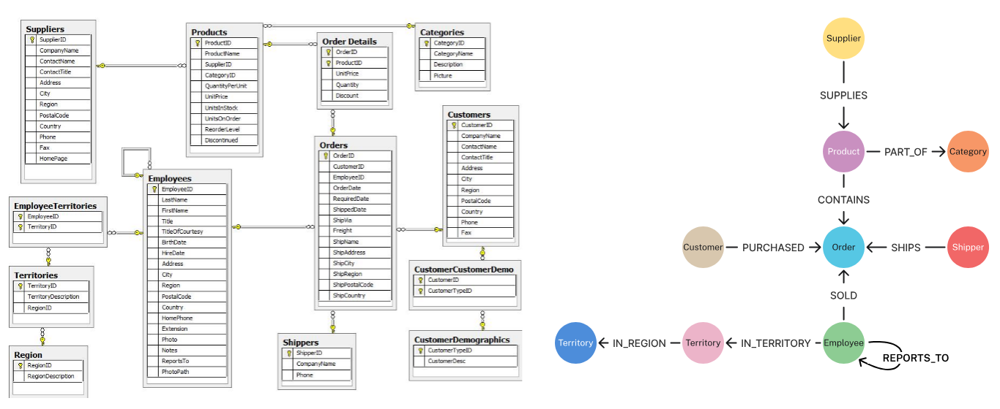 Suppliers
SupplierID
CompanyName
ContactName
ContactTitle
Address
City
Region
PostalCode
Country
Phone
Fax
HomePage
Products
ProductID
ProductName
SupplierID
CategoryID
QuantityPerUnit
UnitPrice
UnitsInStock
UnitsOnOrder
ReorderLevel
Discontinued
Order Details
OrderID
ProductID
UnitPrice
Quantity
Discount
Categories
CategoryID
CategoryName
Description
Picture
Customers
CustomerID
CompanyName
ContactName
ContactTitle
Address
City
Region
PostalCode
Country
Phone
Fax
Orders
OrderID
CustomerID
EmployeeID
OrderDate
RequiredDate
ShippedDate
ShipVia
Freight
ShipName
ShipAddress
ShipCity
ShipRegion
ShipPostalCode
ShipCountry
Employees
EmployeeID
LastName
FirstName
Title
TitleOfCourtesy
BirthDate
HireDate
Address
City
Region
PostalCode
Country
HomePhone
Extension
Photo
Notes
ReportsTo
PhotoPath
EmployeeTerritories
EmployeeID
TerritoryID
Territories
TerritoryID
TerritoryDescription
RegionID
Region
RegionID
RegionDescription
Shippers
ShipperID
CompanyName
Phone
CustomerCustomerDemo
CustomerID
CustomerTypeID
CustomerDemographics
CustomerTypeID
CustomerDesc
Supplier
SUPPLIES
Product
PART_OF
Category
CONTAINS
Customer
PURCHASED
Order
SHIPS
Shipper
SOLD
Territory
IN_REGION
Territory
IN_TERRITORY
Employee
REPORTS_TO